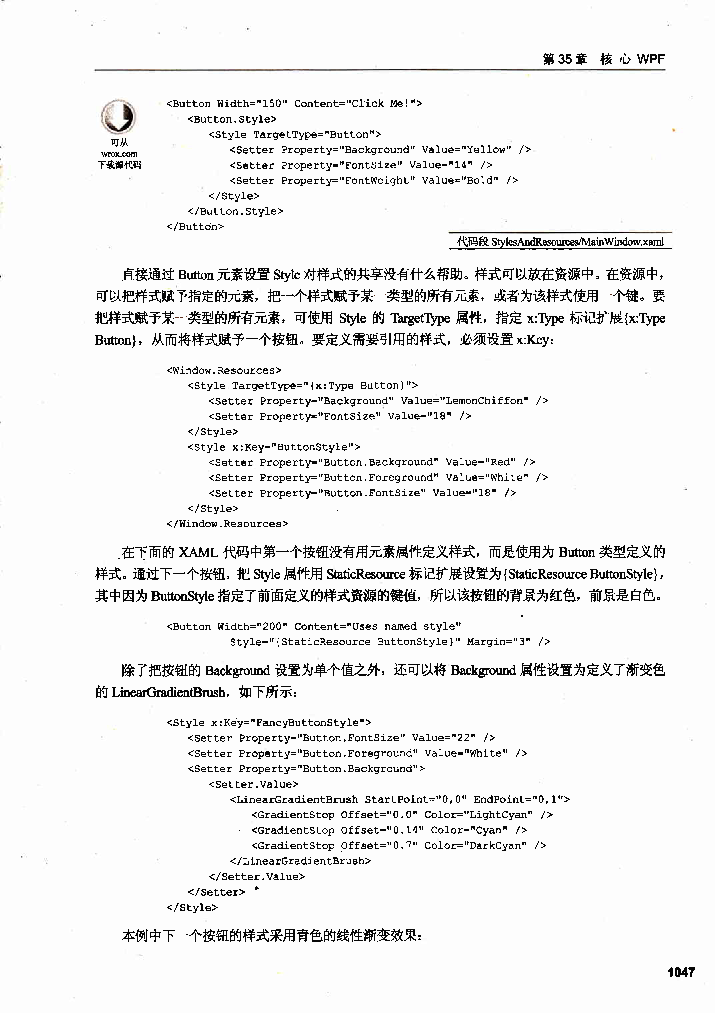 第35章 核 心 WPF
<Button Width="150" Content="Click Me!">
<Button.Style>
<Style TargetType="Button">
<Setter Property="Background" Value="Yellow" />
<Setter Property="FontSize" Value="14" />
<Setter Property="FontWeight" Value="Bold" />
</Style>
</Button.Style>
</Button>
可从
wrox.com
下载源代码
代码段 StylesAndResources/MainWindow.xaml
直接通过 Button 元素设置 Style 对样式的共享没有什么帮助。样式可以放在资源中。在资源中，
可以把样式赋予指定的元素，把一个样式赋予某一类型的所有元素，或者为该样式使用一个键。要
把样式赋予某一类型的所有元素，可使用 Style 的 TargetType 属性，指定 x:Type 标记扩展{x:Type
Button}，从而将样式赋予一个按钮。要定义需要引用的样式，必须设置 x:Key：
<Window.Resources>
<Style TargetType="{x:Type Button}">
<Setter Property="Background" Value="LemonChiffon" />
<Setter Property="FontSize" Value="18" />
</Style>
<Style x:Key="ButtonStyle">
<Setter Property="Button.Background" Value="Red" />
<Setter Property="Button.Foreground" Value="White" />
<Setter Property="Button.FontSize" Value="18" />
</Style>
</Window.Resources>
在下面的 XAML 代码中第一个按钮没有用元素属性定义样式，而是使用为 Button 类型定义的
样式。通过下一个按钮，把 Style 属性用 StaticResource 标记扩展设置为{StaticResource ButtonStyle}，
其中因为 ButtonStyle 指定了前面定义的样式资源的键值，所以该按钮的背景为红色，前景是白色。
<Button Width="200" Content="Uses named style"
Style="{StaticResource ButtonStyle}" Margin="3" />
除了把按钮的 Background 设置为单个值之外，还可以将 Background 属性设置为定义了渐变色
的 LinearGradientBrush，如下所示：
<Style x:Key="FancyButtonStyle">
<Setter Property="Button.FontSize" Value="22" />
<Setter Property="Button.Foreground" Value="White" />
<Setter Property="Button.Background">
<Setter.Value>
<LinearGradientBrush StartPoint="0,0" EndPoint="0,1">
<GradientStop Offset="0.0" Color="LightCyan" />
<GradientStop Offset="0.14" Color="Cyan" />
<GradientStop Offset="0.7" Color="DarkCyan" />
</LinearGradientBrush>
</Setter.Value>
</Setter>
</Style>
本例中下一个按钮的样式采用青色的线性渐变效果：
1047